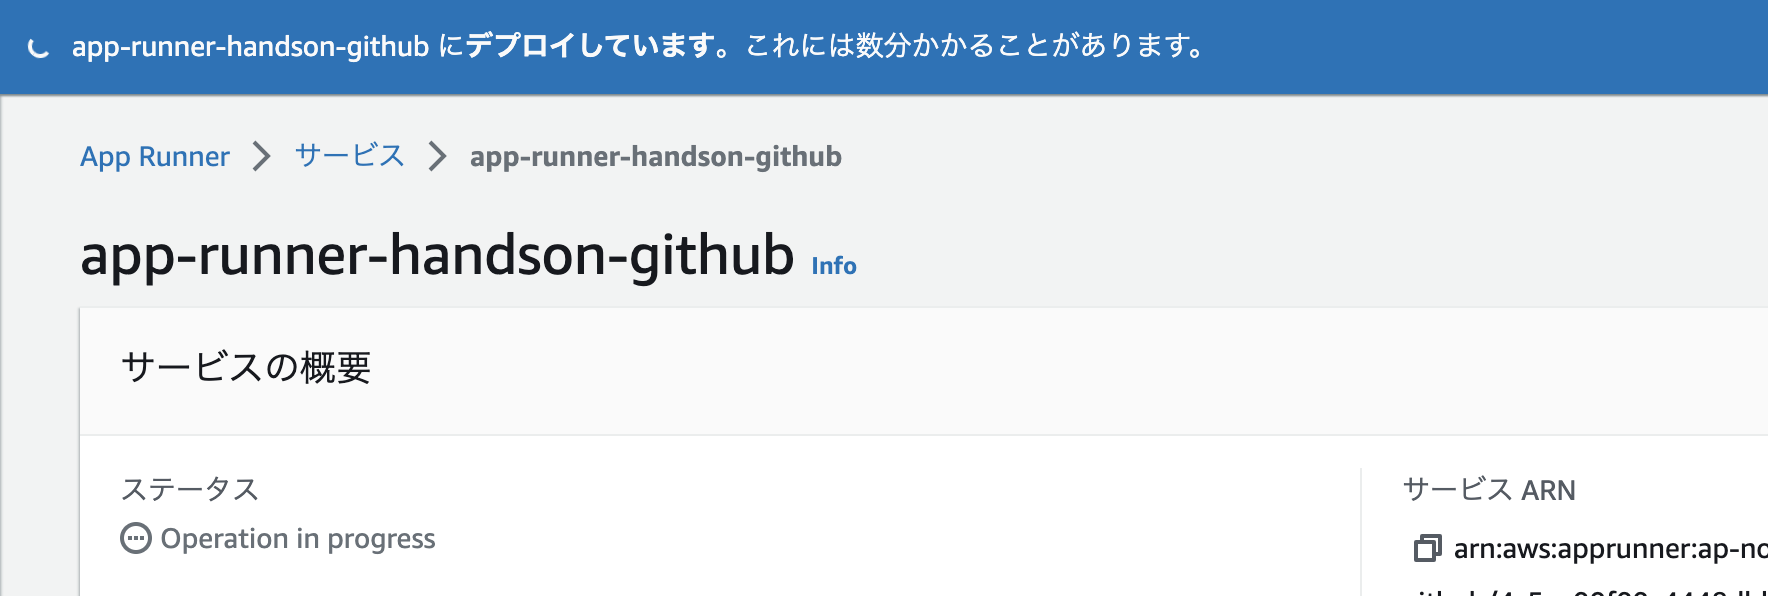 app-runner-handson-github にデプロイしています。これには数分かかることがあります。
App Runner > サービス > app-runner-handson-github
app-runner-handson-github Info
サービスの概要
ステータス
Operation in progress
サービス ARN
arn:aws:apprunner:ap-no